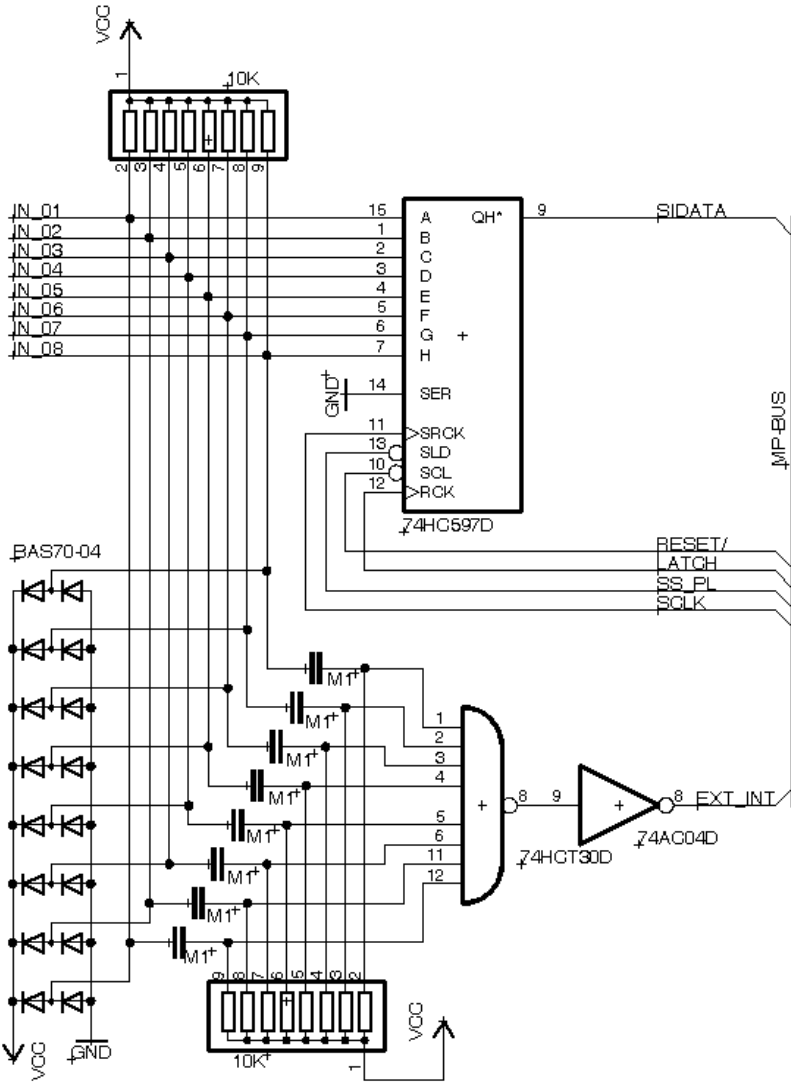 VCC
1
10K
2 3 4 5 6 7 8 9
IN_01 15 A QH* 9 SIDATA
IN_02 1 B
IN_03 2 C
IN_04 3 D
IN_05 4 E
IN_06 5 F
IN_07 6 G
IN_08 7 H
GND 14 SER
11 SRCK
13 SLD
10 SCL
12 RCK
74HC597D
MP-BUS
RESET/
LATCH
SS_PL
SCLK
BAS70-04
M1
M1
M1
M1
M1
M1
M1
M1
1
2
3
4
5
6
11
12
8 9 8 EXT_INT
74HCT30D
74AC04D
9 8 7 6 5 4 3 2
10K
1
VCC
VCC
GND